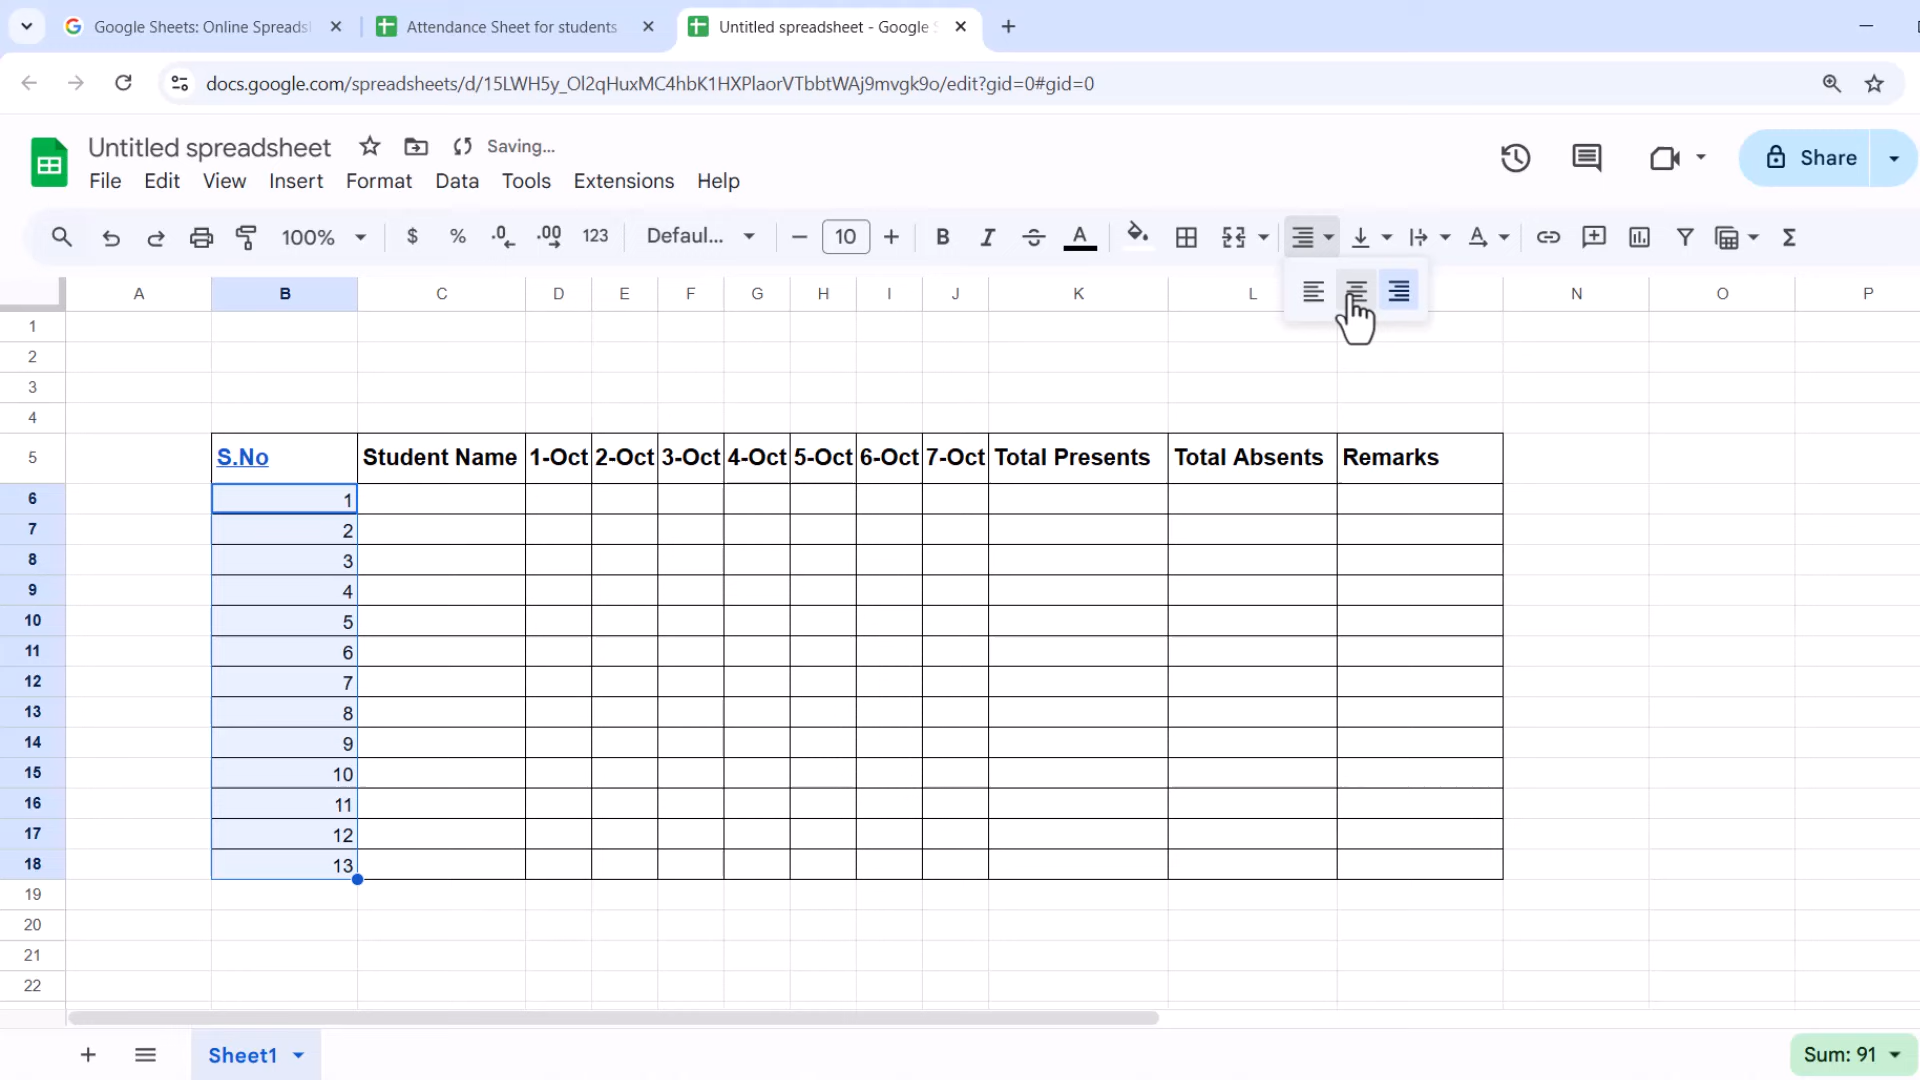 Google Sheets: Online Spreads
Attendance Sheet for students
Untitled spreadsheet - Google S
docs.google.com/spreadsheets/d/15LWH5y_Ol2qHuxMC4hbK1HXPlaorVTbbtWAj9mvgk9o/edit?gid=0#gid=0
Untitled spreadsheet Saving...
File Edit View Insert Format Data Tools Extensions Help
Share
100% $ % .0 .00 123 Defaul... 10 B I A A
A B C D E F G H I J K L N O P
1
2
3
4
5 S.No Student Name 1-Oct 2-Oct 3-Oct 4-Oct 5-Oct 6-Oct 7-Oct Total Presents Total Absents Remarks
6 1
7 2
8 3
9 4
10 5
11 6
12 7
13 8
14 9
15 10
16 11
17 12
18 13
19
20
21
22
Sheet1
Sum: 91